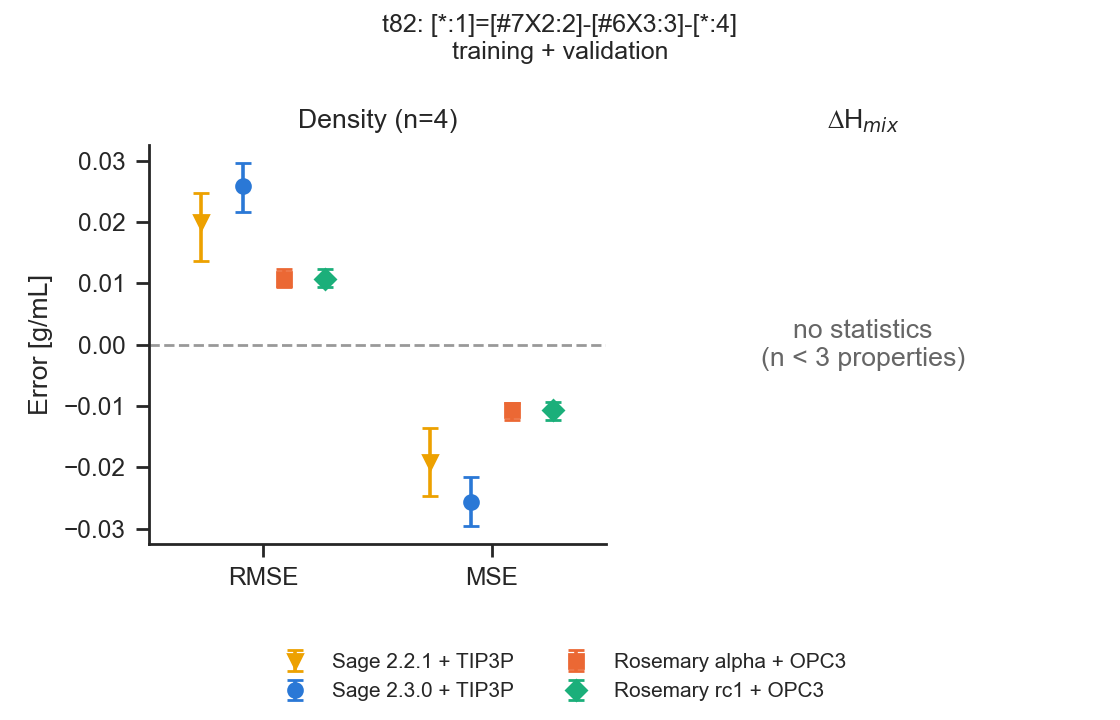 t82: [*:1]=[#7X2:2]-[#6X3:3]-[*:4]
training + validation
Density (n=4)
ΔHmix
0.03
0.02
0.01
0.00
−0.01
−0.02
−0.03
Error [g/mL]
no statistics
(n < 3 properties)
RMSE
MSE
Sage 2.2.1 + TIP3P
Sage 2.3.0 + TIP3P
Rosemary alpha + OPC3
Rosemary rc1 + OPC3